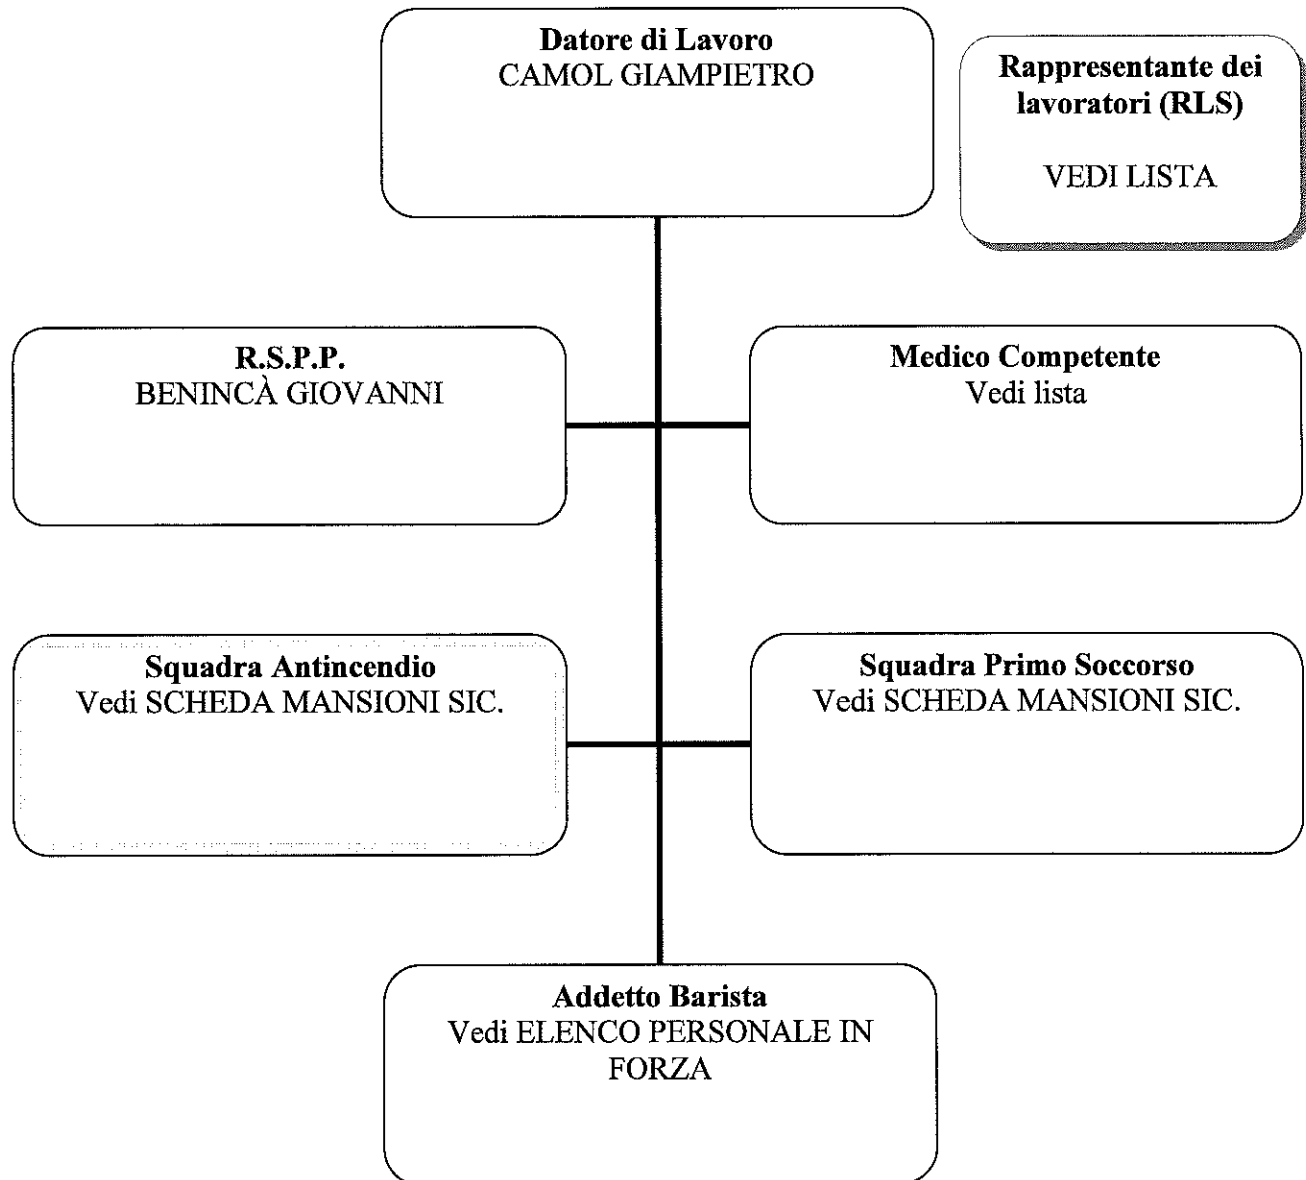 Datore di Lavoro
CAMOL GIAMPIETRO
Rappresentante dei
lavoratori (RLS)
VEDI LISTA
R.S.P.P.
BENINCÀ GIOVANNI
Medico Competente
Vedi lista
Squadra Antincendio
Vedi SCHEDA MANSIONI SIC.
Squadra Primo Soccorso
Vedi SCHEDA MANSIONI SIC.
Addetto Barista
Vedi ELENCO PERSONALE IN
FORZA